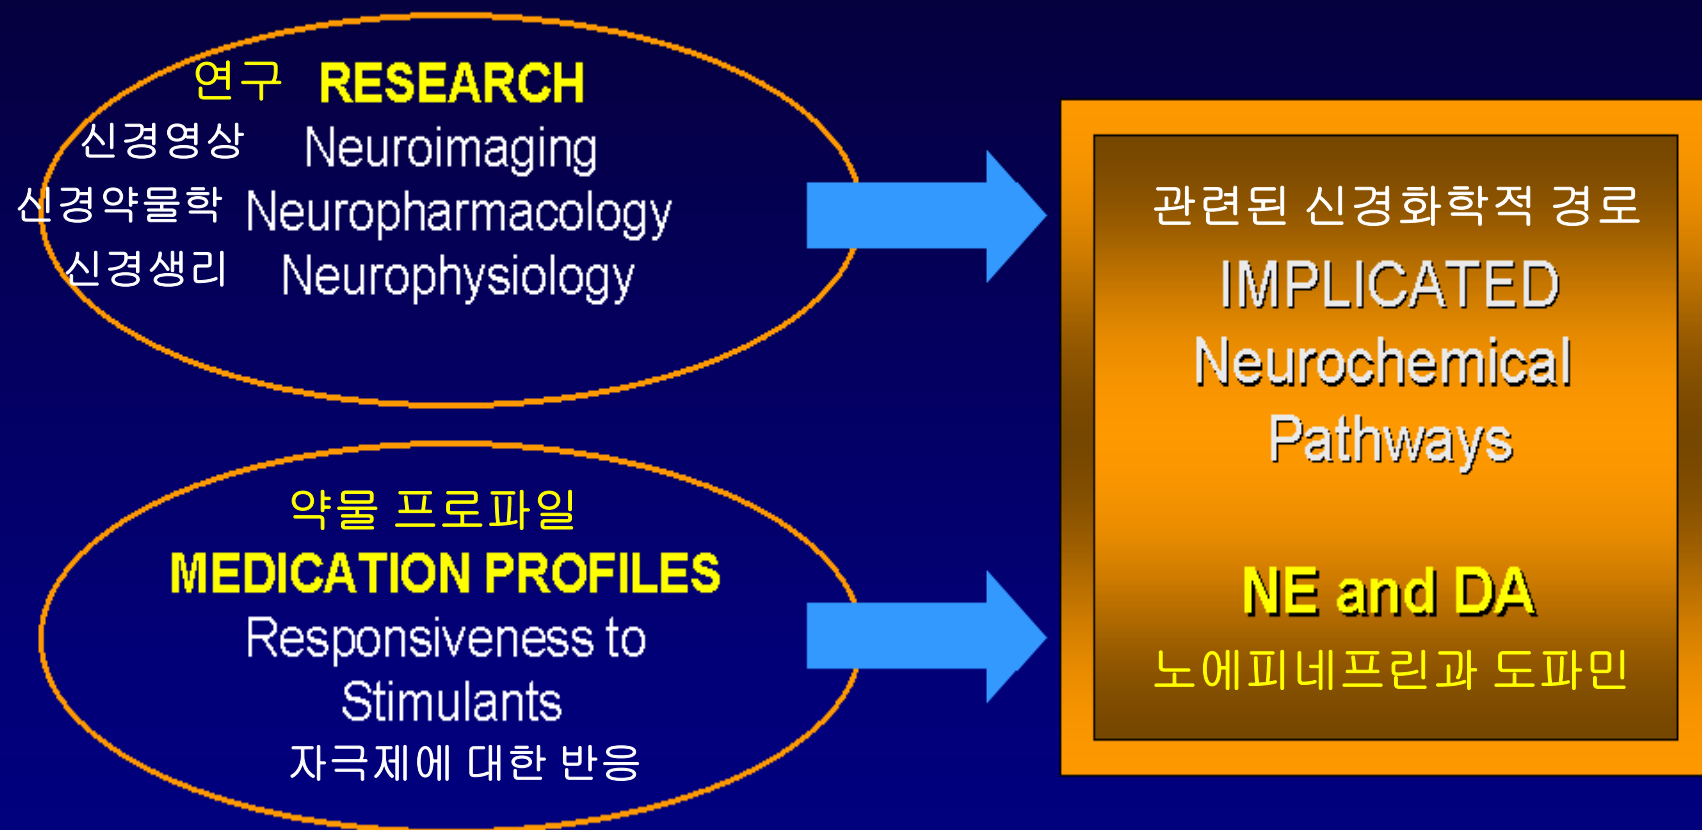 연구 RESEARCH
신경영상 Neuroimaging
신경약물학 Neuropharmacology
신경생리 Neurophysiology
약물 프로파일
MEDICATION PROFILES
Responsiveness to
Stimulants
자극제에 대한 반응
관련된 신경화학적 경로
IMPLICATED
Neurochemical
Pathways
NE and DA
노에피네프린과 도파민